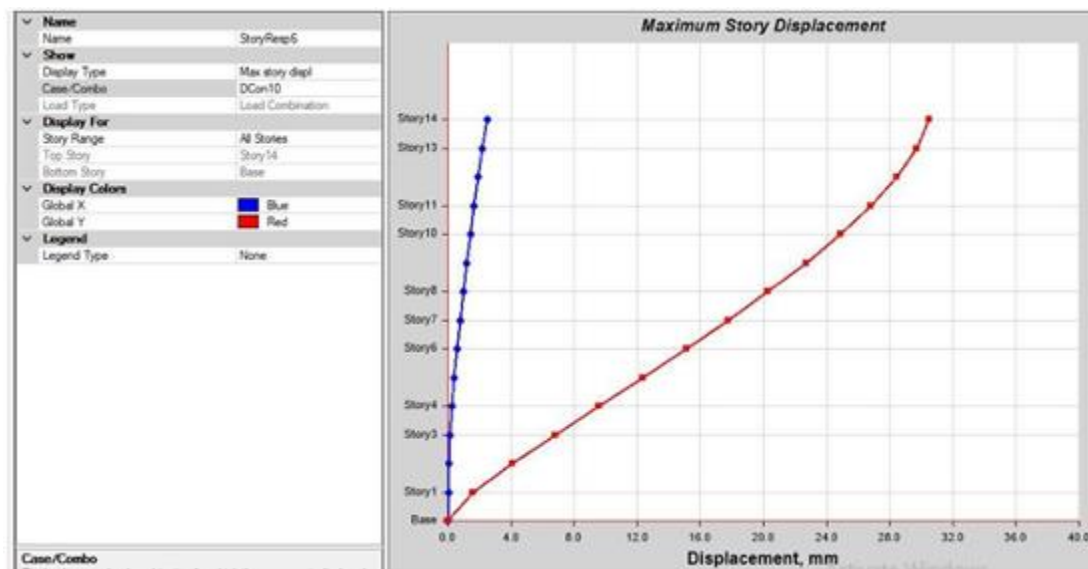 Name
Name StoryResp6
Show
Display Type Max story displ
Case/Combo DCon10
Load Type Load Combination
Display For
Story Range All Stories
Top Story Story14
Bottom Story Base
Display Colors
Global X Blue
Global Y Red
Legend
Legend Type None
Case/Combo
Maximum Story Displacement
Story14
Story13
Story11
Story10
Story8
Story7
Story6
Story4
Story3
Story1
Base
0.0 4.0 8.0 12.0 16.0 20.0 24.0 28.0 32.0 36.0 40.0
Displacement, mm